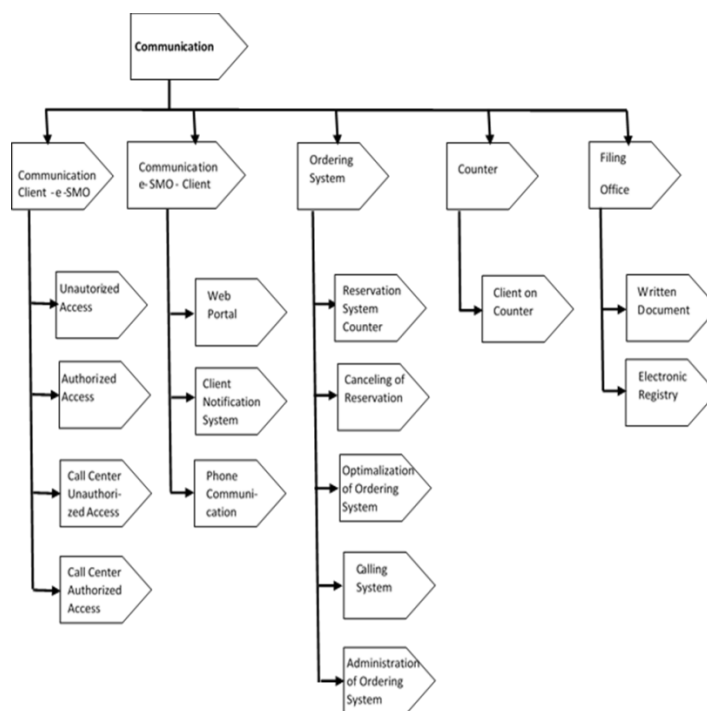 Communication
Communication
Client - e-SMO
Communication
e-SMO - Client
Ordering
System
Counter
Filing
Office
Unautorized
Access
Authorized
Access
Call Center
Unauthori-
zed Access
Call Center
Authorized
Access
Web
Portal
Client
Notification
System
Phone
Communi-
cation
Reservation
System
Counter
Canceling of
Reservation
Optimalization
of Ordering
System
Calling
System
Administration
of Ordering
System
Client on
Counter
Written
Document
Electronic
Registry